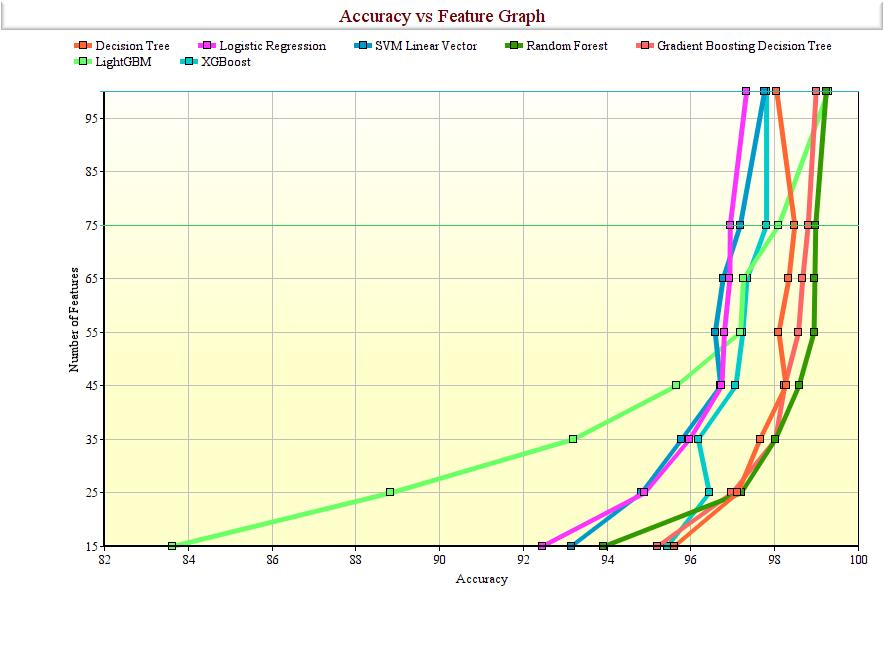 Accuracy vs Feature Graph
Decision Tree Logistic Regression SVM Linear Vector Random Forest Gradient Boosting Decision Tree
LightGBM XGBoost
95
85
75
65
55
45
35
25
15
Number of Features
82 84 86 88 90 92 94 96 98 100
Accuracy